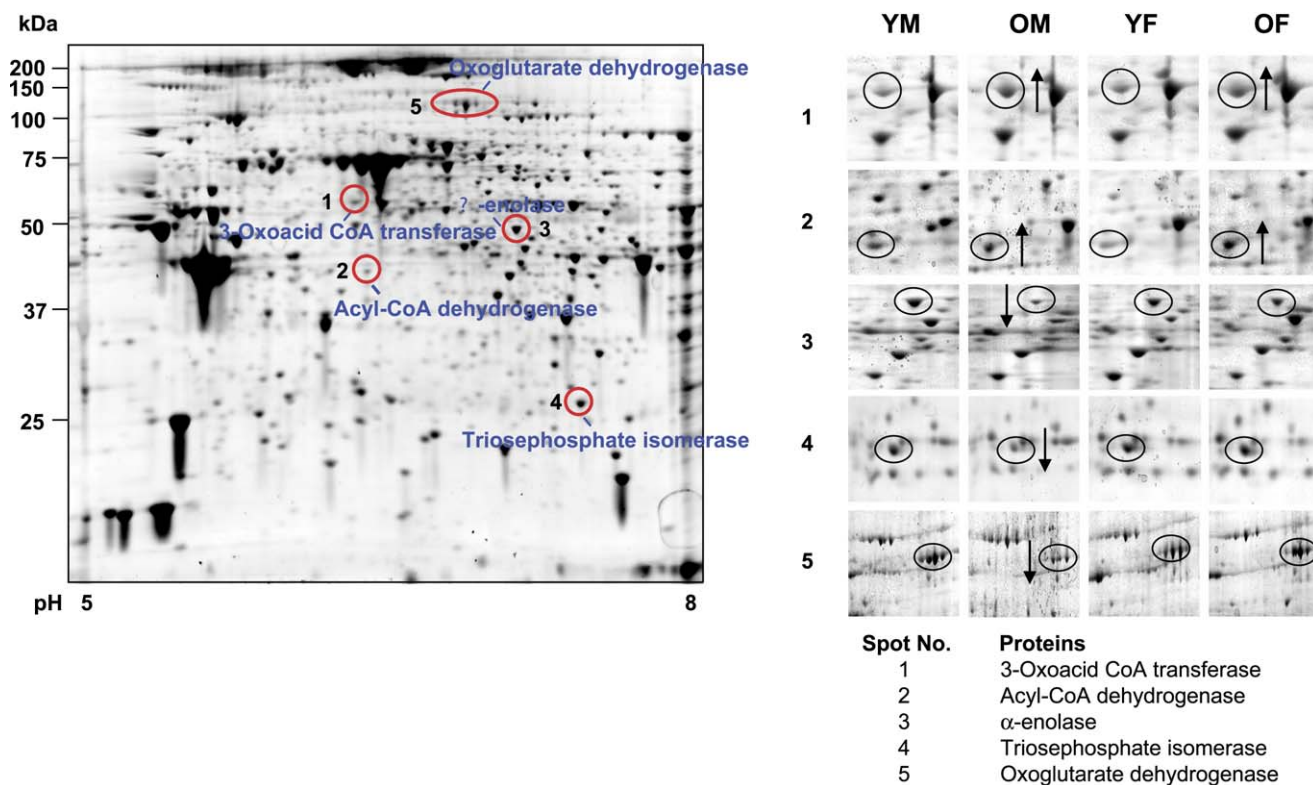 kDa
200
150
100
75
50
37
25
pH 5 8
Oxoglutarate dehydrogenase
5
1
? -enolase
3-Oxoacid CoA transferase
3
2
Acyl-CoA dehydrogenase
4
Triosephosphate isomerase
YM OM YF OF
1
2
3
4
5
Spot No. Proteins
1 3-Oxoacid CoA transferase
2 Acyl-CoA dehydrogenase
3 α-enolase
4 Triosephosphate isomerase
5 Oxoglutarate dehydrogenase